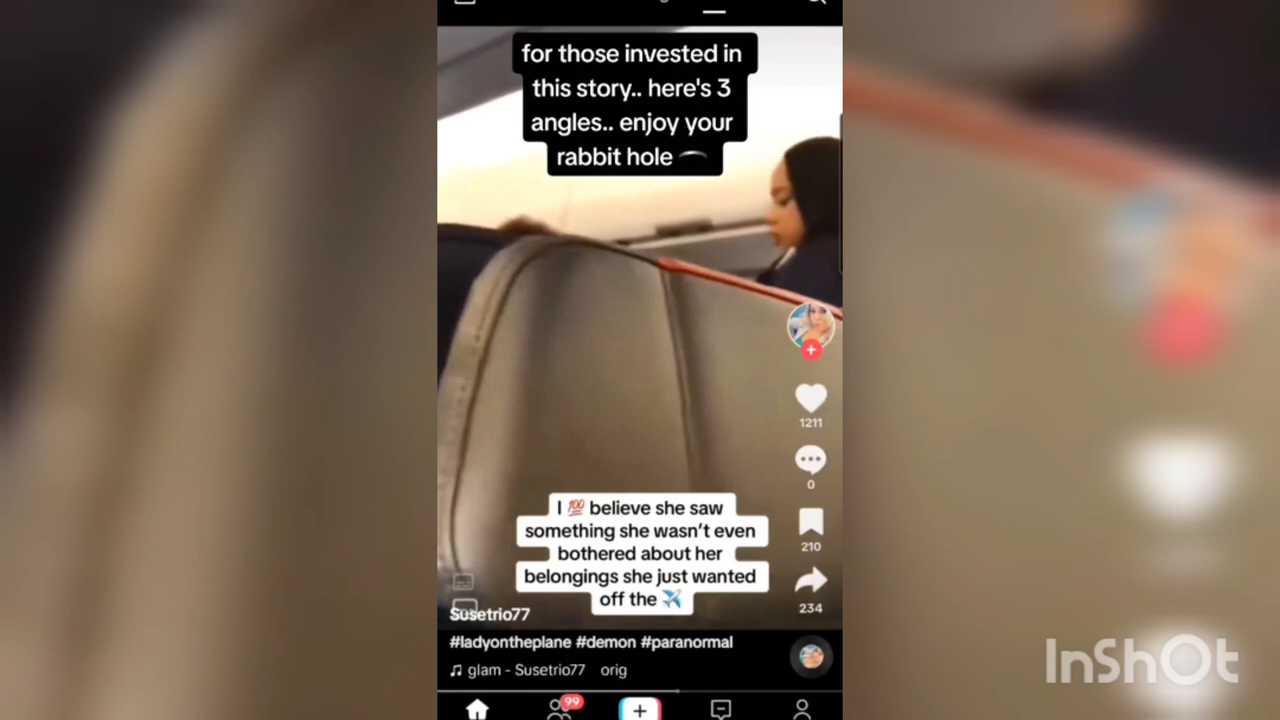 for those invested in
this story.. here's 3
angles.. enjoy your
rabbit hole
1211
0
210
234
I 💯 believe she saw
something she wasn't even
bothered about her
belongings she just wanted
off the ✈️
Susetrio77
#ladyontheplane #demon #paranormal
glam - Susetrio77 orig
99
InShOt